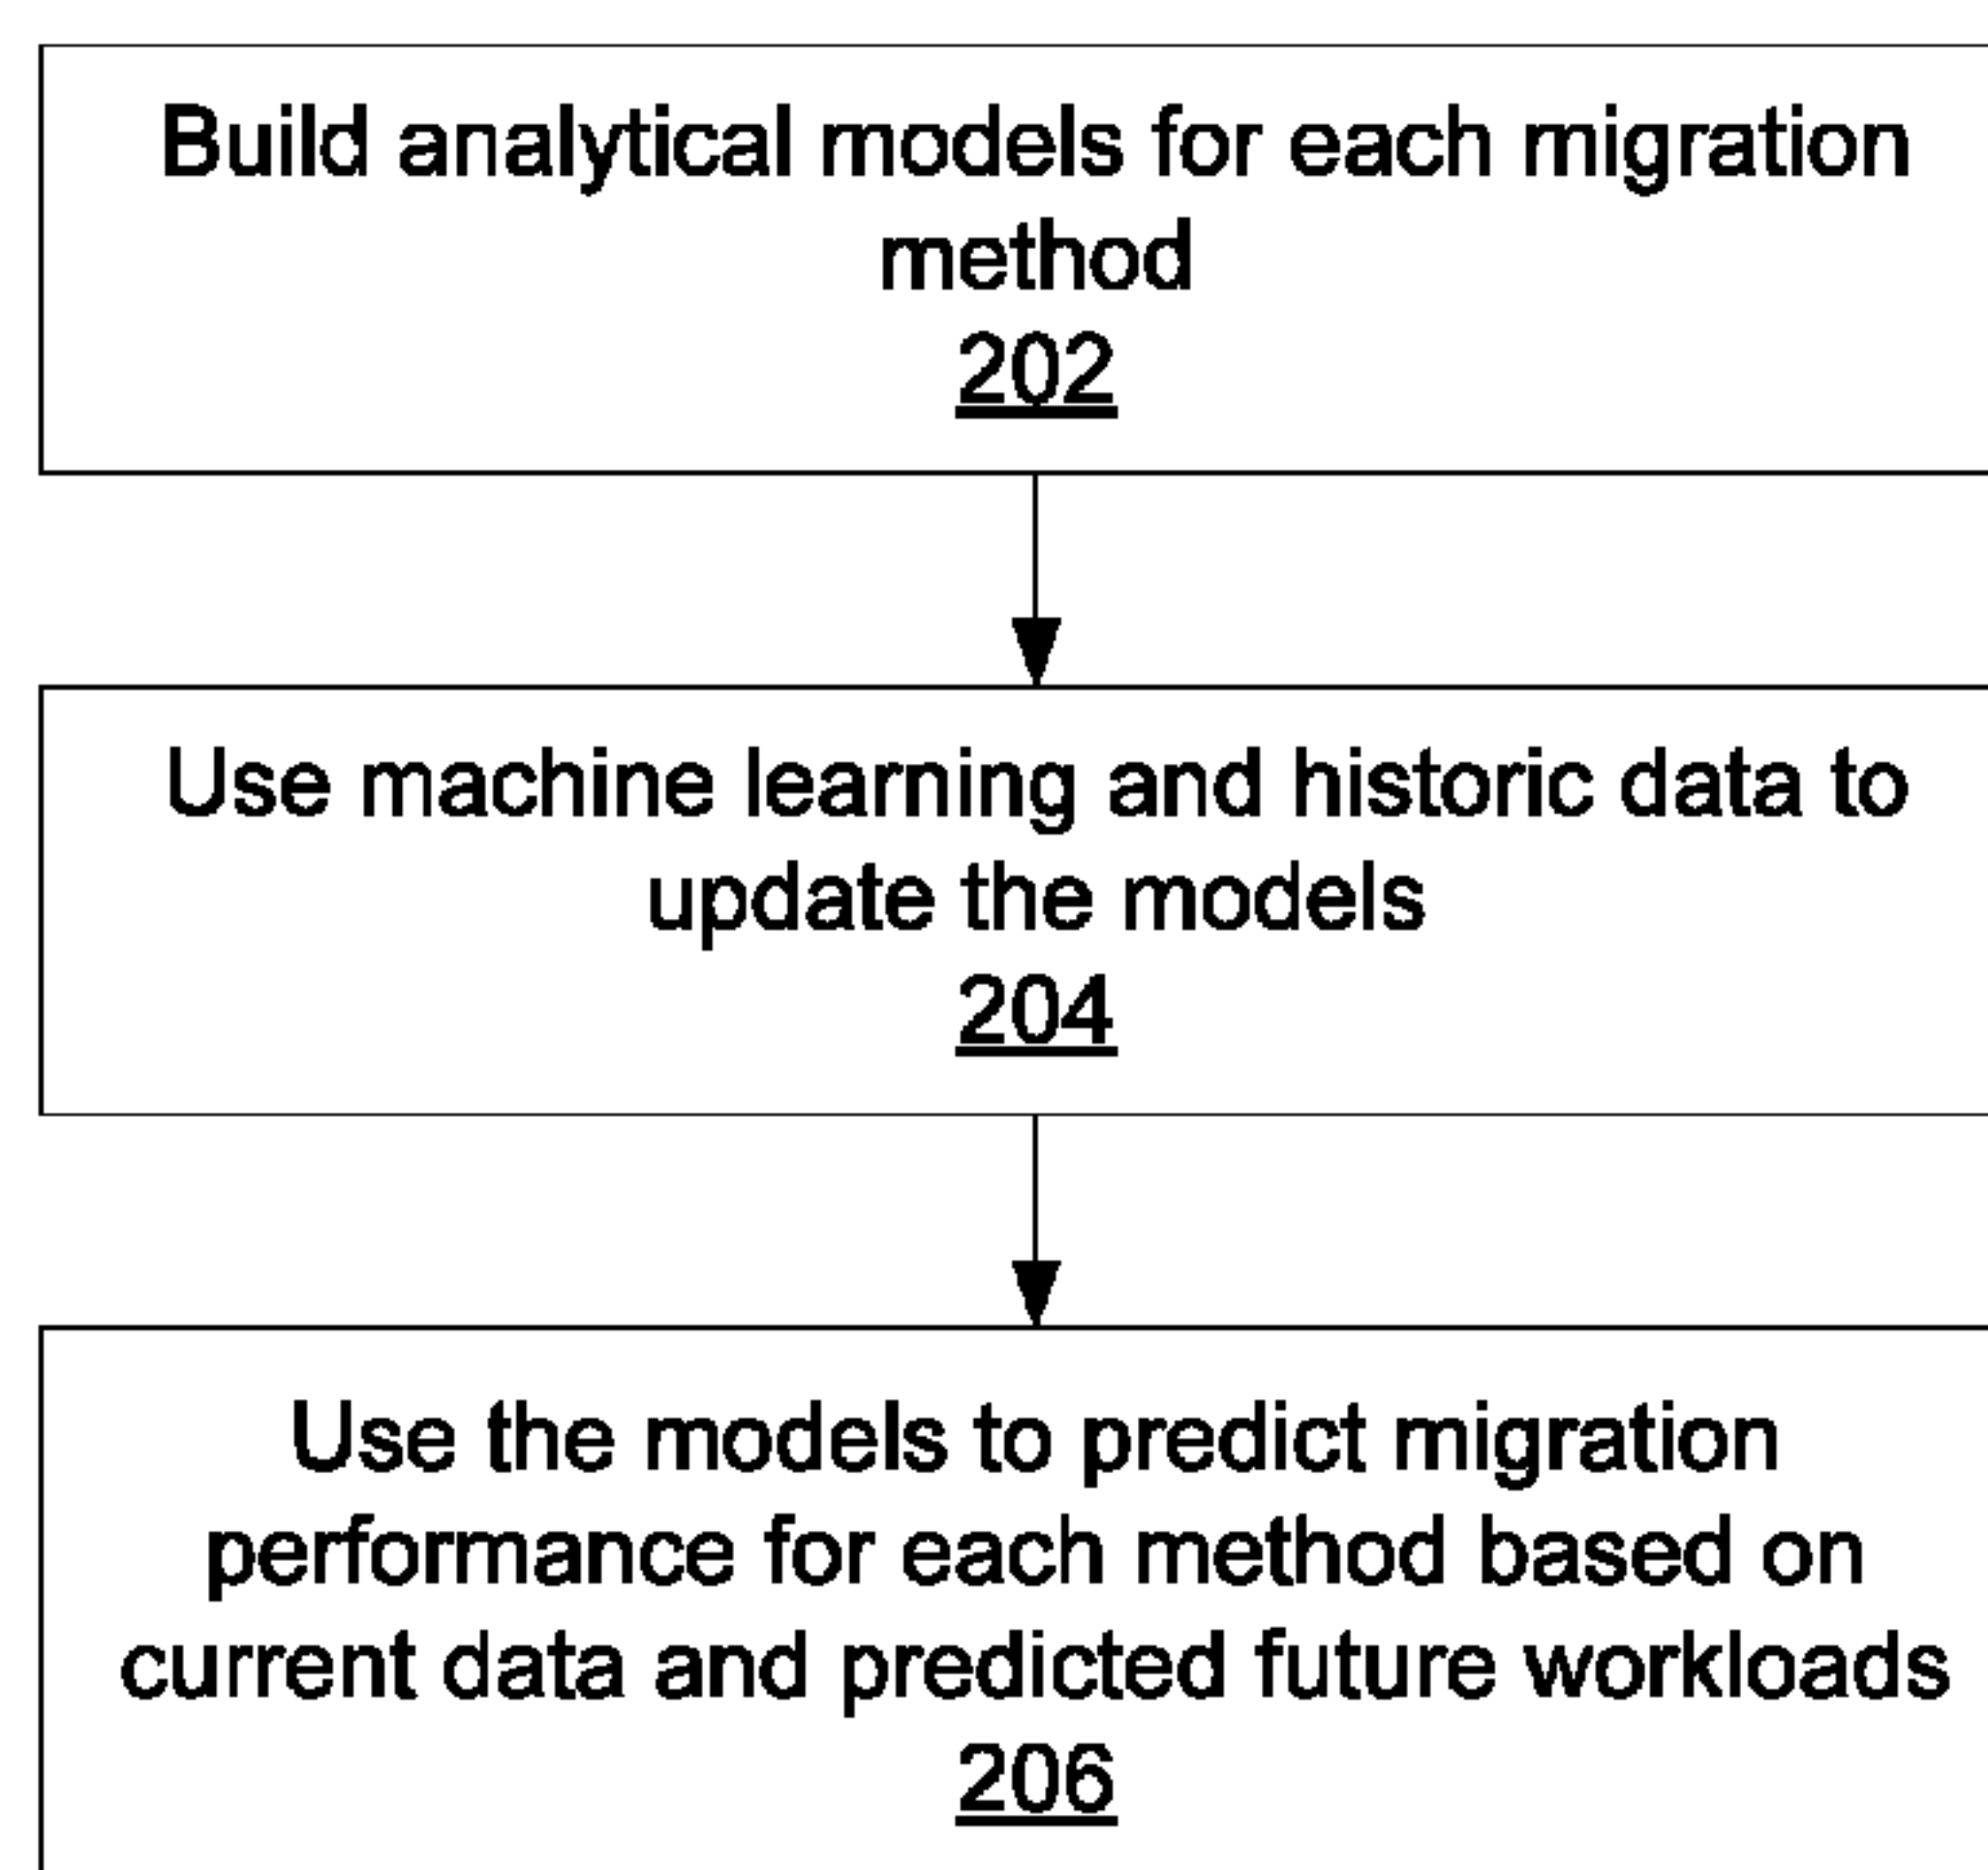 Build analytical models for each migration
method
202
Use machine learning and historic data to
update the models
204
Use the models to predict migration
performance for each method based on
current data and predicted future workloads
206